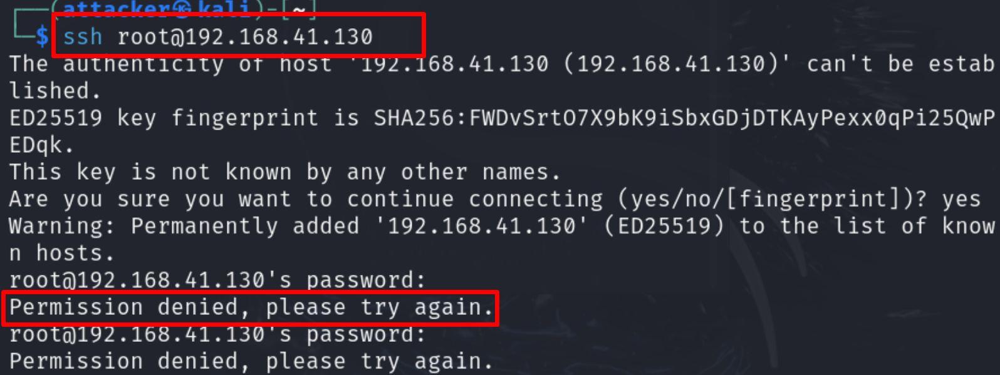 ┌──(attacker㉿kali)-[~]
└─$ ssh root@192.168.41.130
The authenticity of host '192.168.41.130 (192.168.41.130)' can't be estab
lished.
ED25519 key fingerprint is SHA256:FWDvSrtO7X9bK9iSbxGDjDTKAyPexx0qPi25QwP
EDqk.
This key is not known by any other names.
Are you sure you want to continue connecting (yes/no/[fingerprint])? yes
Warning: Permanently added '192.168.41.130' (ED25519) to the list of know
n hosts.
root@192.168.41.130's password:
Permission denied, please try again.
root@192.168.41.130's password:
Permission denied, please try again.